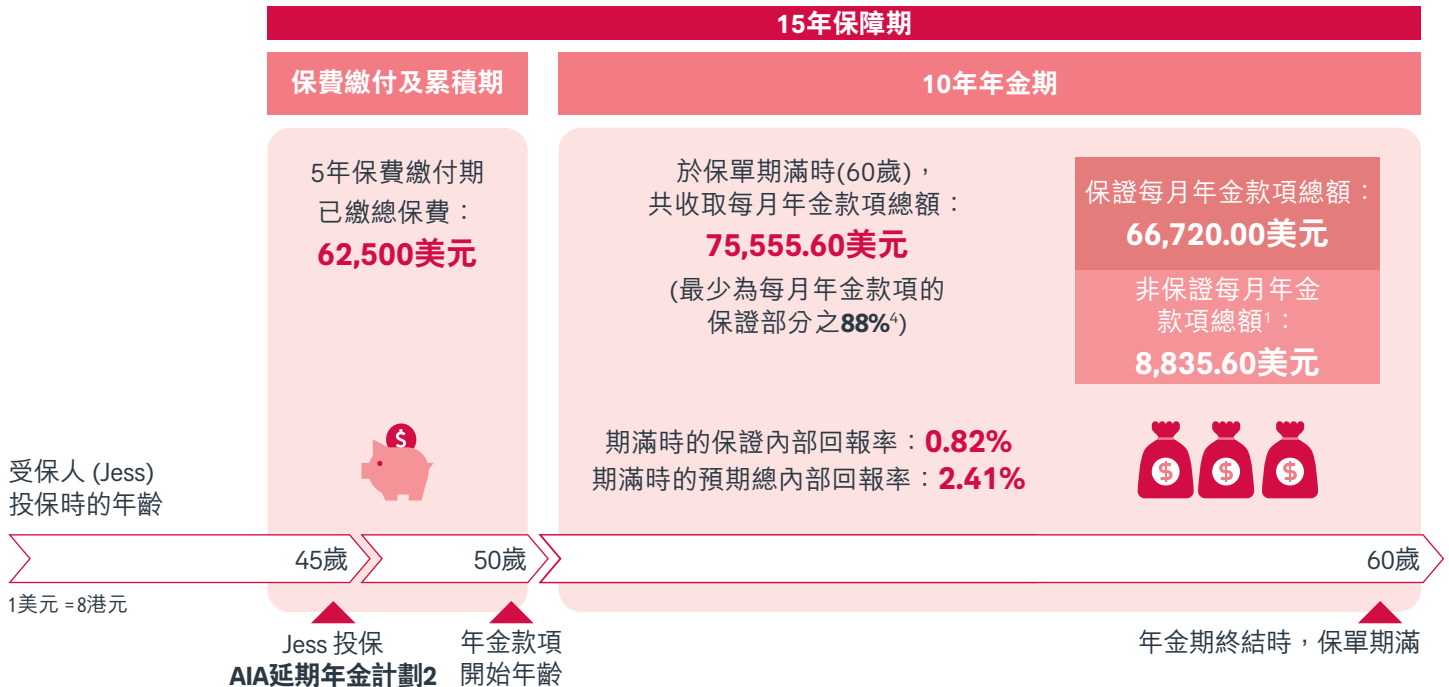 15年保障期
保費繳付及累積期
10年年金期
5年保費繳付期
已繳總保費：
62,500美元
於保單期滿時(60歲)，
共收取每月年金款項總額：
75,555.60美元
(最少為每月年金款項的
保證部分之88%⁴)
保證每月年金款項總額：
66,720.00美元
非保證每月年金
款項總額¹：
8,835.60美元
$
期滿時的保證內部回報率：0.82%
期滿時的預期總內部回報率：2.41%
$ $ $
受保人 (Jess)
投保時的年齡
45歲
50歲
60歲
1美元 =8港元
Jess 投保
AIA延期年金計劃2
年金款項
開始年齡
年金期終結時，保單期滿